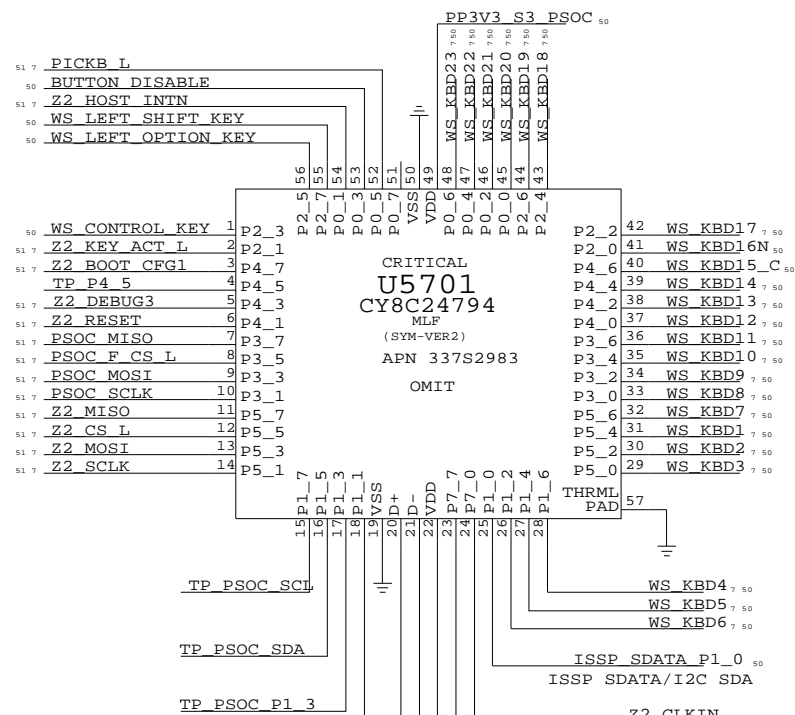 PP3V3_S3_PSOC 50
51 7 PICKB_L
50 BUTTON_DISABLE
51 7 Z2_HOST_INTN
50 WS_LEFT_SHIFT_KEY
50 WS_LEFT_OPTION_KEY
WS_KBD23 7 50
WS_KBD22 7 50
WS_KBD21 7 50
WS_KBD20 7 50
WS_KBD19 7 50
WS_KBD18 7 50
56 55 54 53 52 51 50 49 48 47 46 45 44 43
P2_5 P2_7 P0_1 P0_3 P0_5 P0_7 VSS VDD P0_6 P0_4 P0_2 P0_0 P2_6 P2_4
50 WS_CONTROL_KEY 1 P2_3
51 7 Z2_KEY_ACT_L 2 P2_1
51 7 Z2_BOOT_CFG1 3 P4_7
TP_P4_5 4 P4_5
51 7 Z2_DEBUG3 5 P4_3
51 7 Z2_RESET 6 P4_1
51 7 PSOC_MISO 7 P3_7
51 7 PSOC_F_CS_L 8 P3_5
51 7 PSOC_MOSI 9 P3_3
51 7 PSOC_SCLK 10 P3_1
51 7 Z2_MISO 11 P5_7
51 7 Z2_CS_L 12 P5_5
51 7 Z2_MOSI 13 P5_3
51 7 Z2_SCLK 14 P5_1
CRITICAL
U5701
CY8C24794
MLF
(SYM-VER2)
APN 337S2983
OMIT
P2_2 42 WS_KBD17 7 50
P2_0 41 WS_KBD16N 50
P4_6 40 WS_KBD15_C 50
P4_4 39 WS_KBD14 7 50
P4_2 38 WS_KBD13 7 50
P4_0 37 WS_KBD12 7 50
P3_6 36 WS_KBD11 7 50
P3_4 35 WS_KBD10 7 50
P3_2 34 WS_KBD9 7 50
P3_0 33 WS_KBD8 7 50
P5_6 32 WS_KBD7 7 50
P5_4 31 WS_KBD1 7 50
P5_2 30 WS_KBD2 7 50
P5_0 29 WS_KBD3 7 50
THRML
PAD 57
P1_7 P1_5 P1_3 P1_1 VSS D+ D- VDD P7_7 P7_0 P1_0 P1_2 P1_4 P1_6
15 16 17 18 19 20 21 22 23 24 25 26 27 28
TP_PSOC_SCL
WS_KBD4 7 50
WS_KBD5 7 50
WS_KBD6 7 50
TP_PSOC_SDA
ISSP_SDATA_P1_0 50
ISSP SDATA/I2C SDA
TP_PSOC_P1_3
Z2_CLKIN